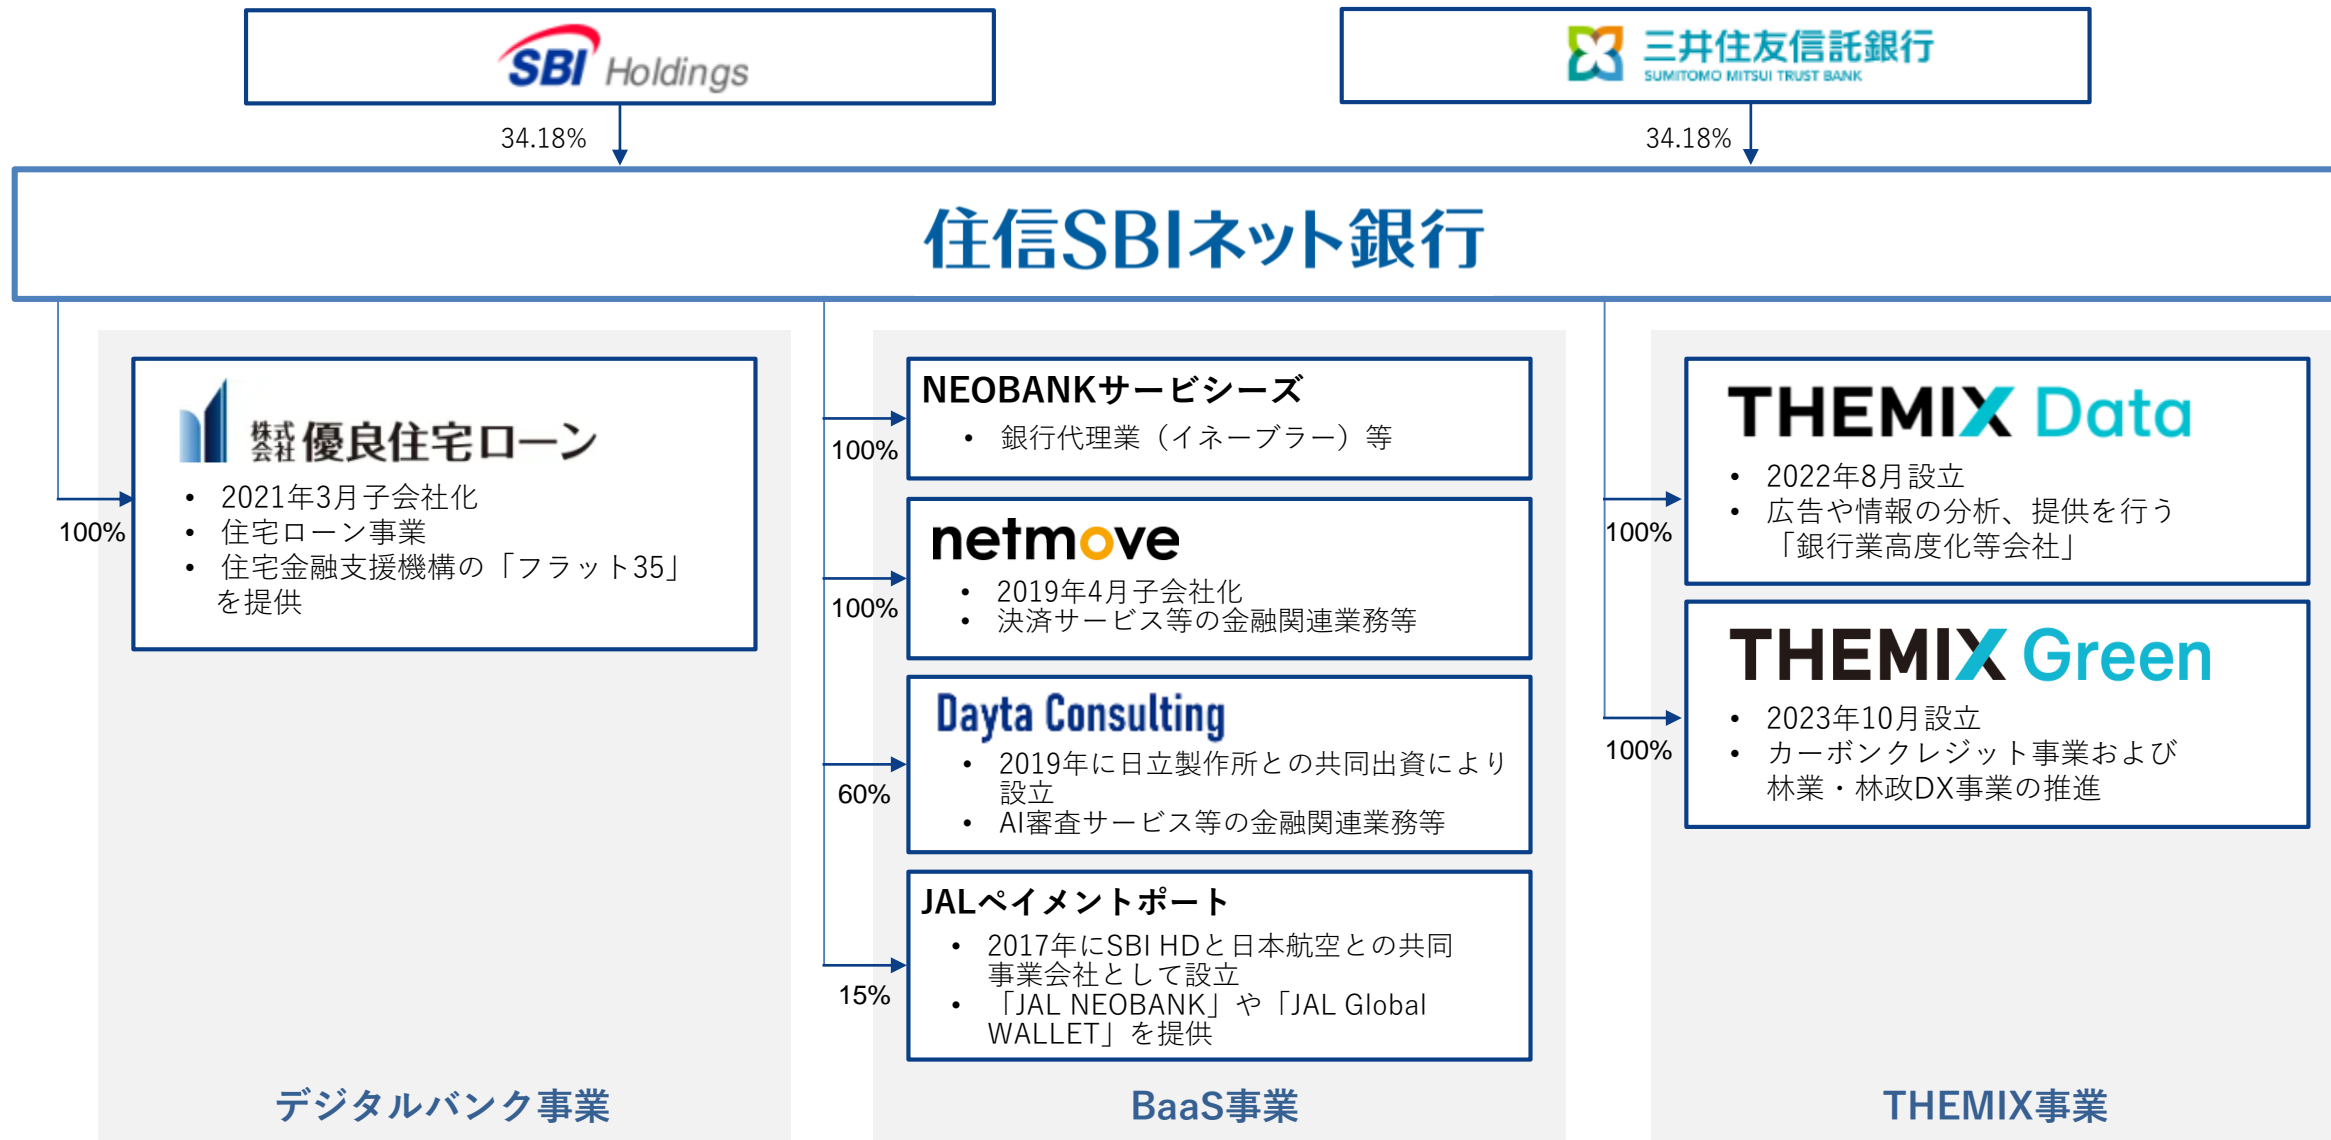 SBI Holdings
三井住友信託銀行
SUMITOMO MITSUI TRUST BANK
34.18%
34.18%
住信SBIネット銀行
100%
株式会社 優良住宅ローン
• 2021年3月子会社化
• 住宅ローン事業
• 住宅金融支援機構の「フラット35」
を提供
デジタルバンク事業
100%
NEOBANKサービシーズ
• 銀行代理業（イネーブラー）等
100%
netmove
• 2019年4月子会社化
• 決済サービス等の金融関連業務等
60%
Dayta Consulting
• 2019年に日立製作所との共同出資により
設立
• AI審査サービス等の金融関連業務等
15%
JALペイメントポート
• 2017年にSBI HDと日本航空との共同
事業会社として設立
• 「JAL NEOBANK」や「JAL Global
WALLET」を提供
BaaS事業
100%
THEMIX Data
• 2022年8月設立
• 広告や情報の分析、提供を行う
「銀行業高度化等会社」
100%
THEMIX Green
• 2023年10月設立
• カーボンクレジット事業および
林業・林政DX事業の推進
THEMIX事業